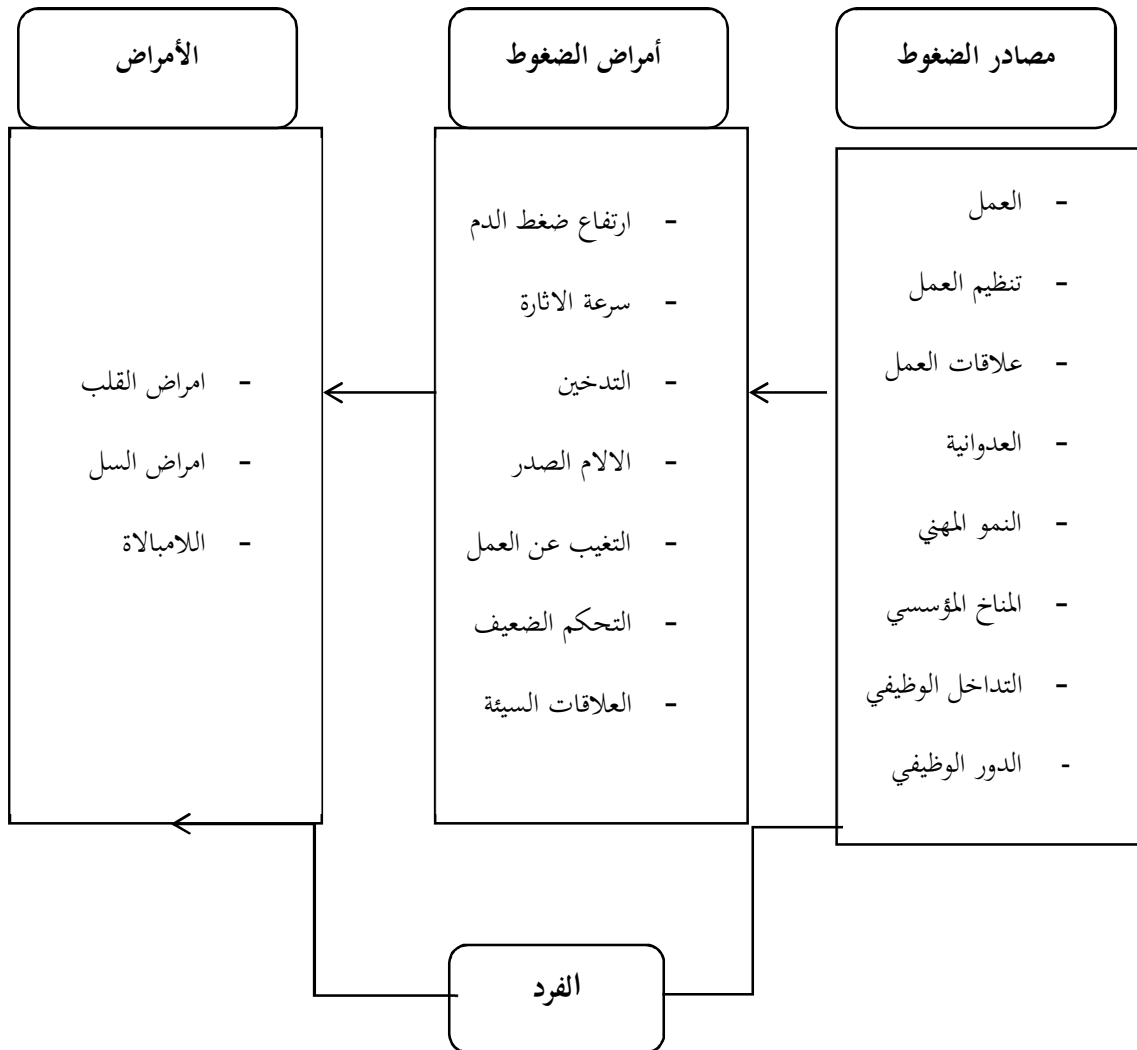 مصادر الضغوط
- العمل
- تنظيم العمل
- علاقات العمل
- العدوانية
- النمو المهني
- المناخ المؤسسي
- التداخل الوظيفي
- الدور الوظيفي
أمراض الضغوط
- ارتفاع ضغط الدم
- سرعة الاثارة
- التدخين
- الالام الصدر
- التغيب عن العمل
- التحكم الضعيف
- العلاقات السيئة
الأمراض
- امراض القلب
- امراض السل
- اللامبالاة
الفرد